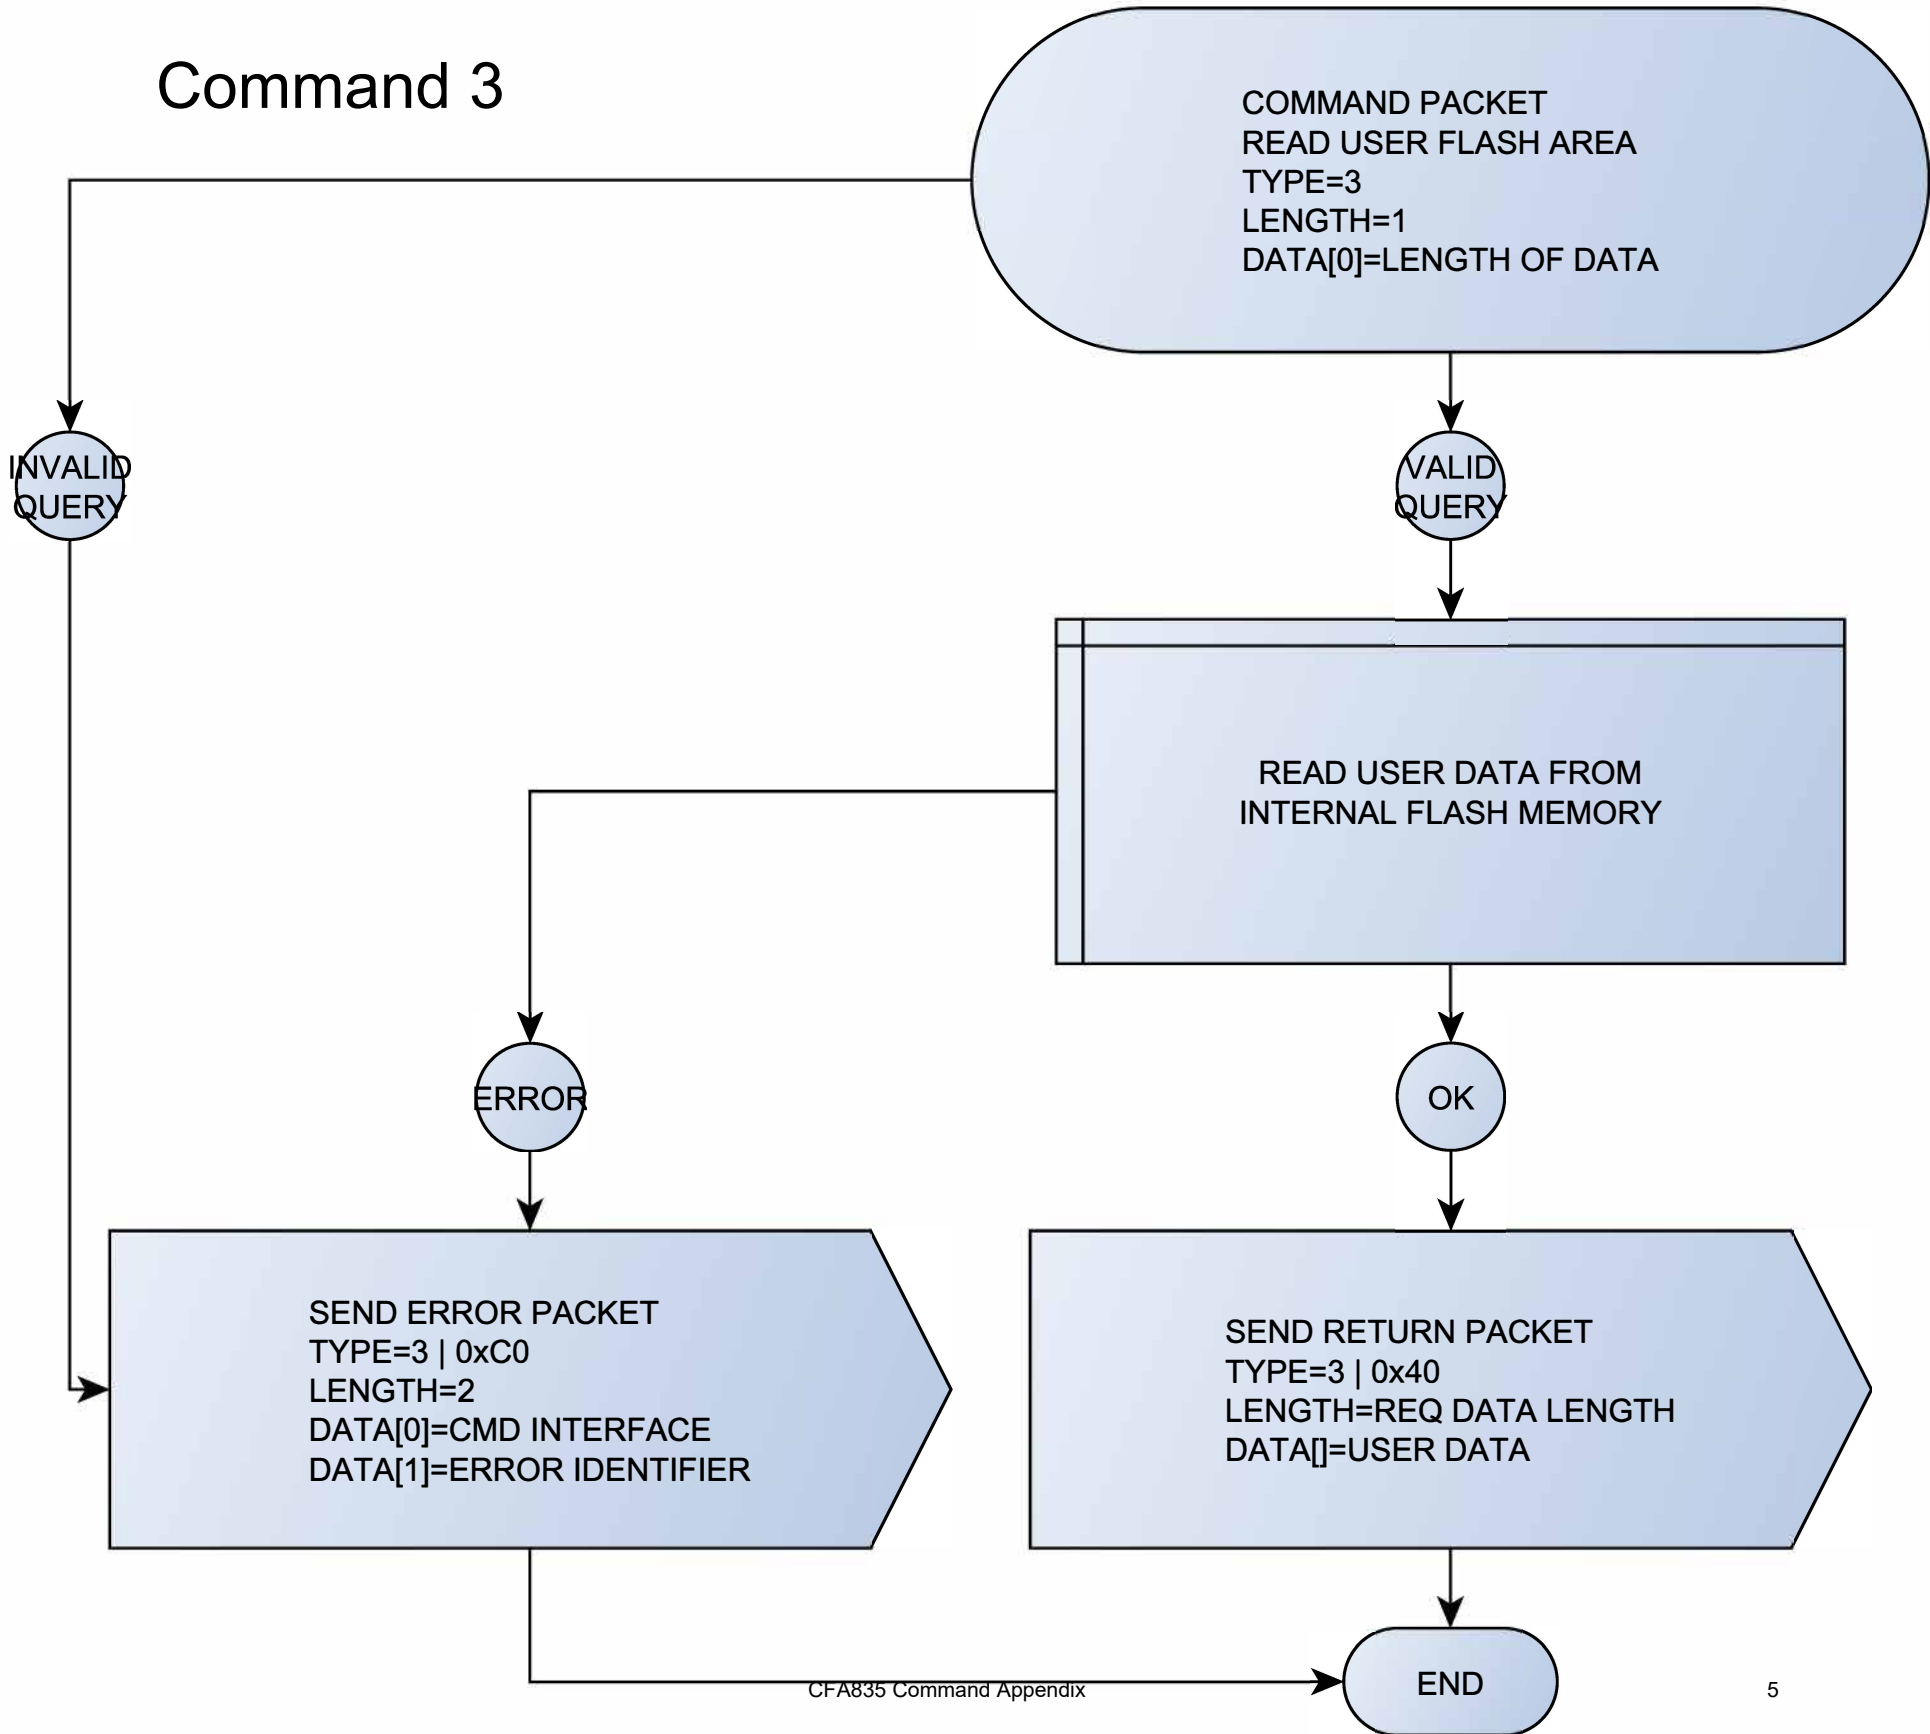 Command 3
COMMAND PACKET
READ USER FLASH AREA
TYPE=3
LENGTH=1
DATA[0]=LENGTH OF DATA
INVALID
QUERY
VALID
QUERY
READ USER DATA FROM
INTERNAL FLASH MEMORY
ERROR
OK
SEND ERROR PACKET
TYPE=3 | 0xC0
LENGTH=2
DATA[0]=CMD INTERFACE
DATA[1]=ERROR IDENTIFIER
SEND RETURN PACKET
TYPE=3 | 0x40
LENGTH=REQ DATA LENGTH
DATA[]=USER DATA
END
CFA835 Command Appendix
5